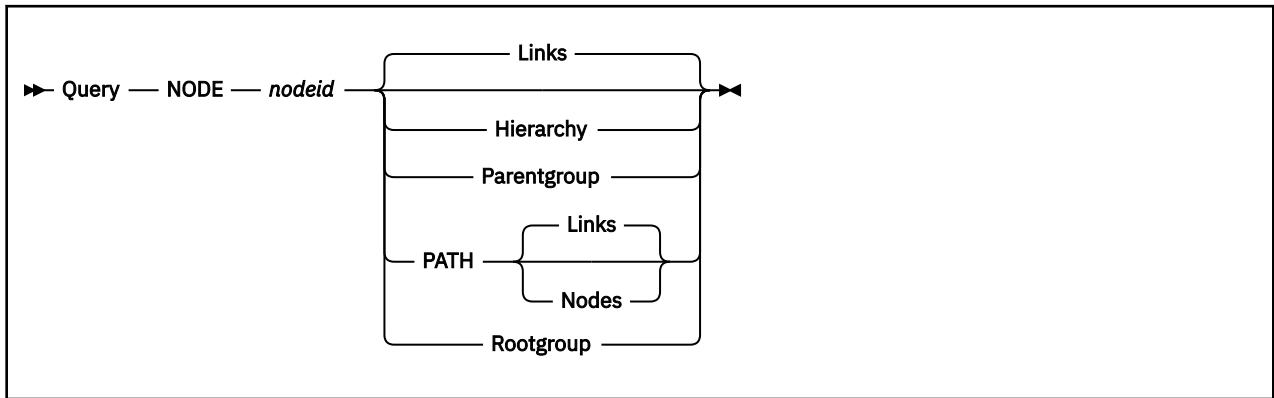 Links
Query NODE nodeid
Hierarchy
Parentgroup
Links
PATH
Nodes
Rootgroup